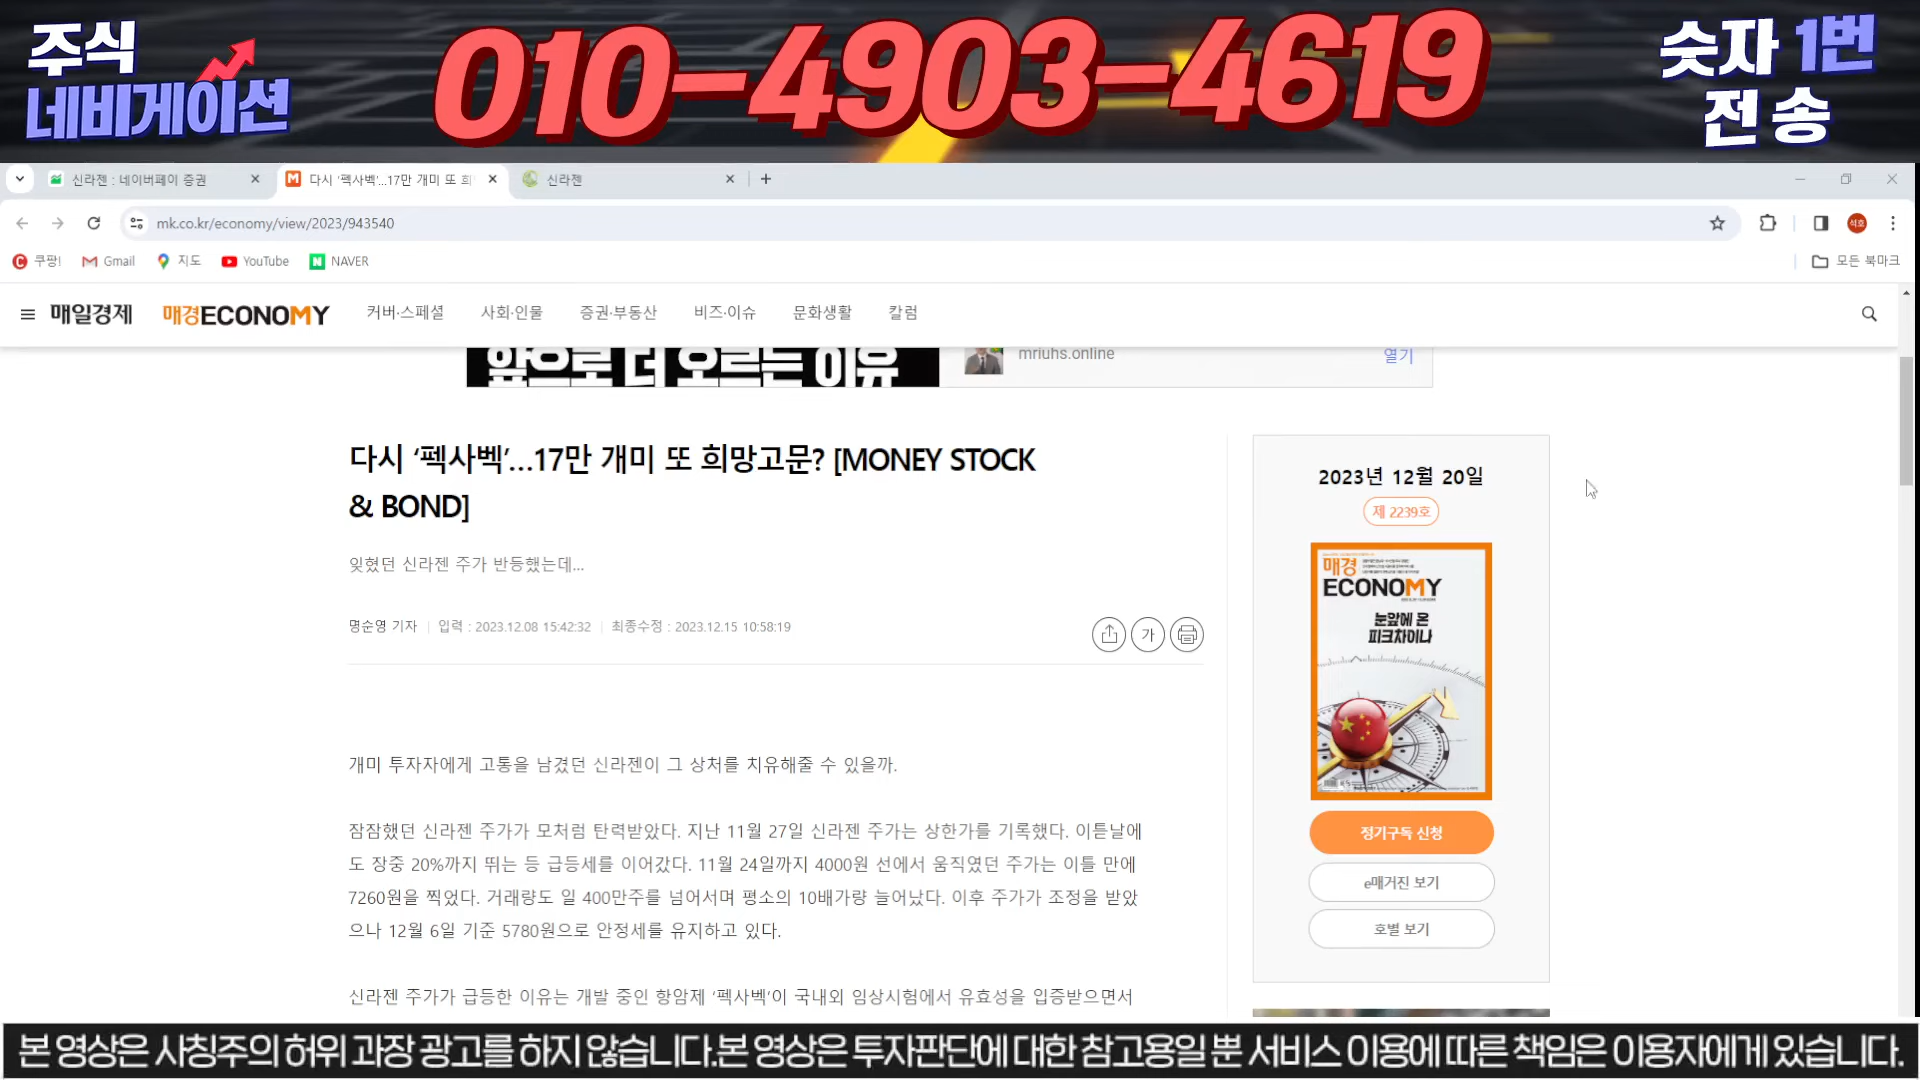 주식
네비게이션
010-4903-4619
숫자 1번
전송
신라젠 : 네이버페이 증권
다시 ‘펙사벡’...17만 개미 또 희
신라젠
mk.co.kr/economy/view/2023/943540
쿠팡!
Gmail
지도
YouTube
NAVER
모든 북마크
매일경제
매경ECONOMY
커버·스페셜
사회·인물
증권·부동산
비즈·이슈
문화생활
칼럼
앞으로 더 오르는 이유
mriuhs.online
열기
다시 ‘펙사벡’...17만 개미 또 희망고문? [MONEY STOCK
& BOND]
잊혔던 신라젠 주가 반등했는데...
명순영 기자
입력 : 2023.12.08 15:42:32
최종수정 : 2023.12.15 10:58:19
가
개미 투자자에게 고통을 남겼던 신라젠이 그 상처를 치유해줄 수 있을까.
잠잠했던 신라젠 주가가 모처럼 탄력받았다. 지난 11월 27일 신라젠 주가는 상한가를 기록했다. 이튿날에
도 장중 20%까지 뛰는 등 급등세를 이어갔다. 11월 24일까지 4000원 선에서 움직였던 주가는 이틀 만에
7260원을 찍었다. 거래량도 일 400만주를 넘어서며 평소의 10배가량 늘어났다. 이후 주가가 조정을 받았
으나 12월 6일 기준 5780원으로 안정세를 유지하고 있다.
신라젠 주가가 급등한 이유는 개발 중인 항암제 ‘펙사벡’이 국내외 임상시험에서 유효성을 입증받으면서
2023년 12월 20일
제 2239호
매경
ECONOMY
눈앞에 온
피크차이나
정기구독 신청
e매거진 보기
호별 보기
석호
본 영상은 사칭주의 허위 과장 광고를 하지 않습니다.본 영상은 투자판단에 대한 참고용일 뿐 서비스 이용에 따른 책임은 이용자에게 있습니다.